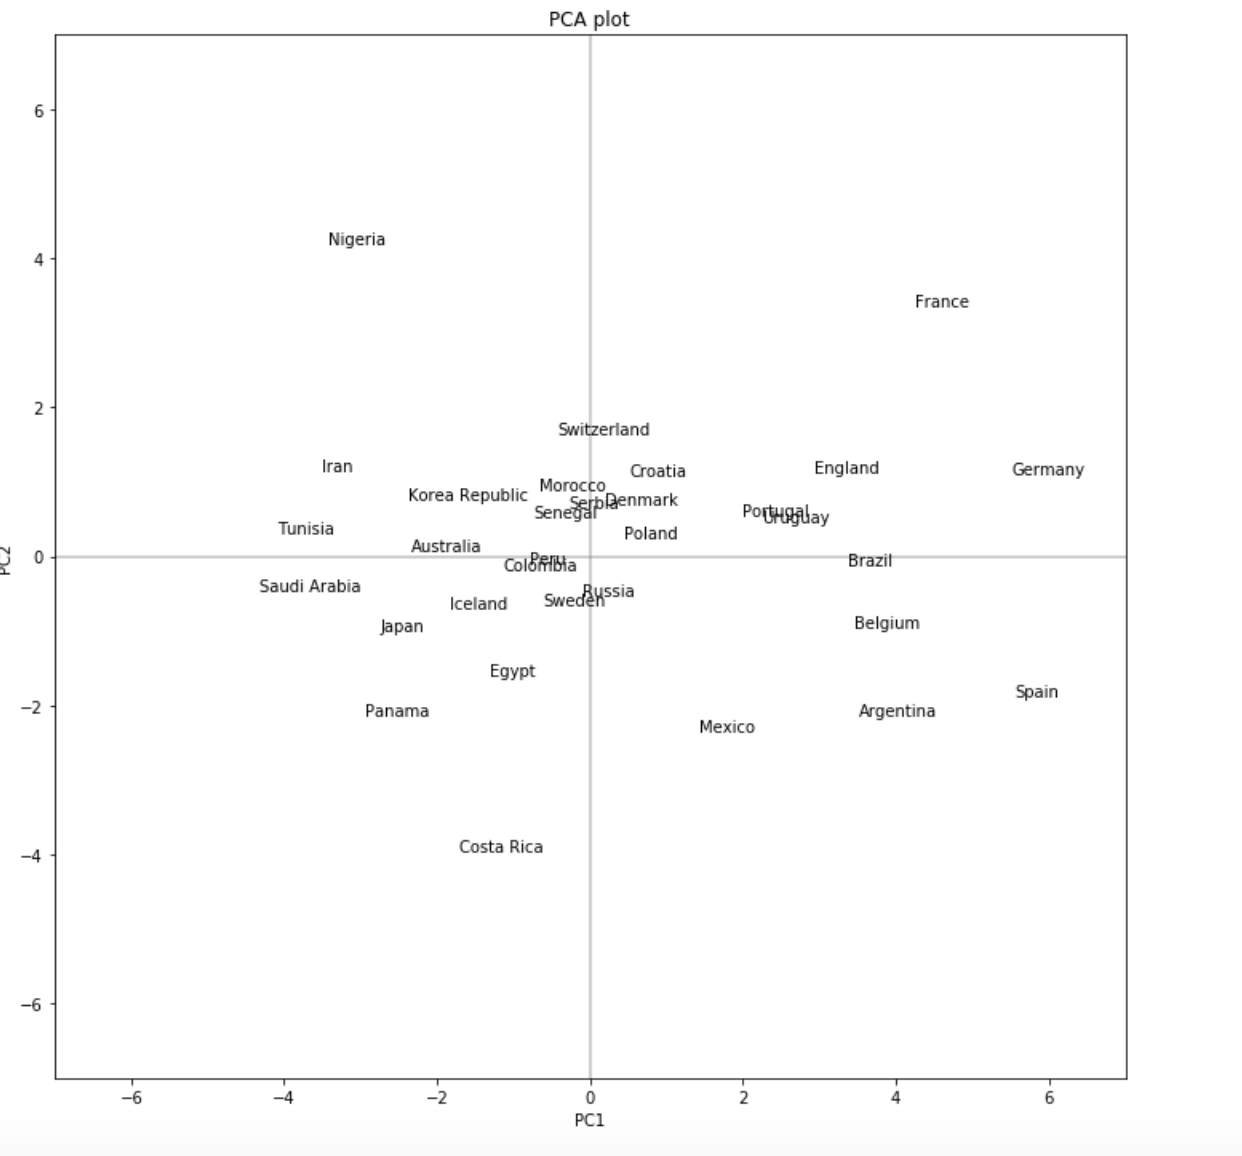 PCA plot
6
Nigeria
4
France
2
Switzerland
Iran
Croatia
England
Germany
Morocco
Korea Republic
Serbia
Denmark
Senegal
Portugal
Uruguay
Tunisia
Poland
Australia
0
Peru
Colombia
Brazil
PC2
Saudi Arabia
Russia
Iceland
Sweden
Japan
Belgium
Egypt
Spain
−2
Panama
Argentina
Mexico
Costa Rica
−4
−6
−6 −4 −2 0 2 4 6
PC1